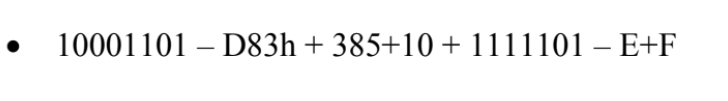 • 10001101 – D83h + 385+10 + 1111101 – E+F